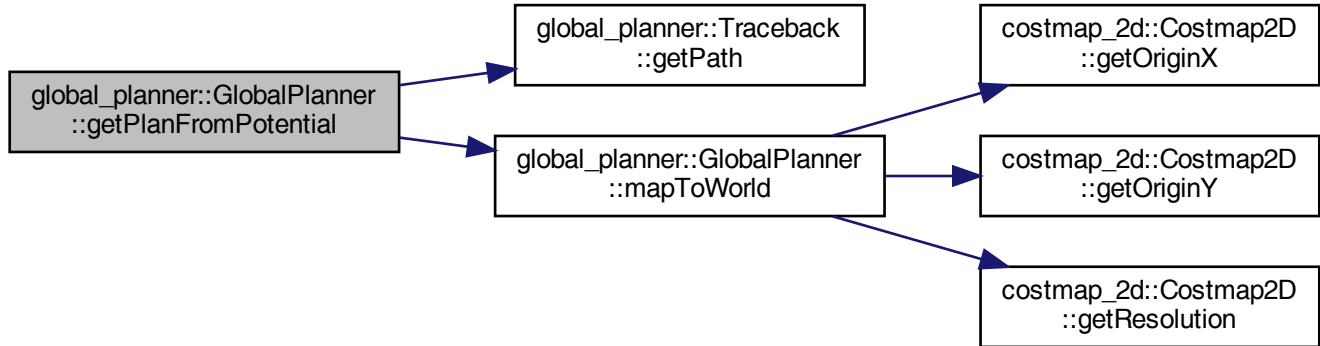 global_planner::GlobalPlanner
::getPlanFromPotential
global_planner::Traceback
::getPath
global_planner::GlobalPlanner
::mapToWorld
costmap_2d::Costmap2D
::getOriginX
costmap_2d::Costmap2D
::getOriginY
costmap_2d::Costmap2D
::getResolution